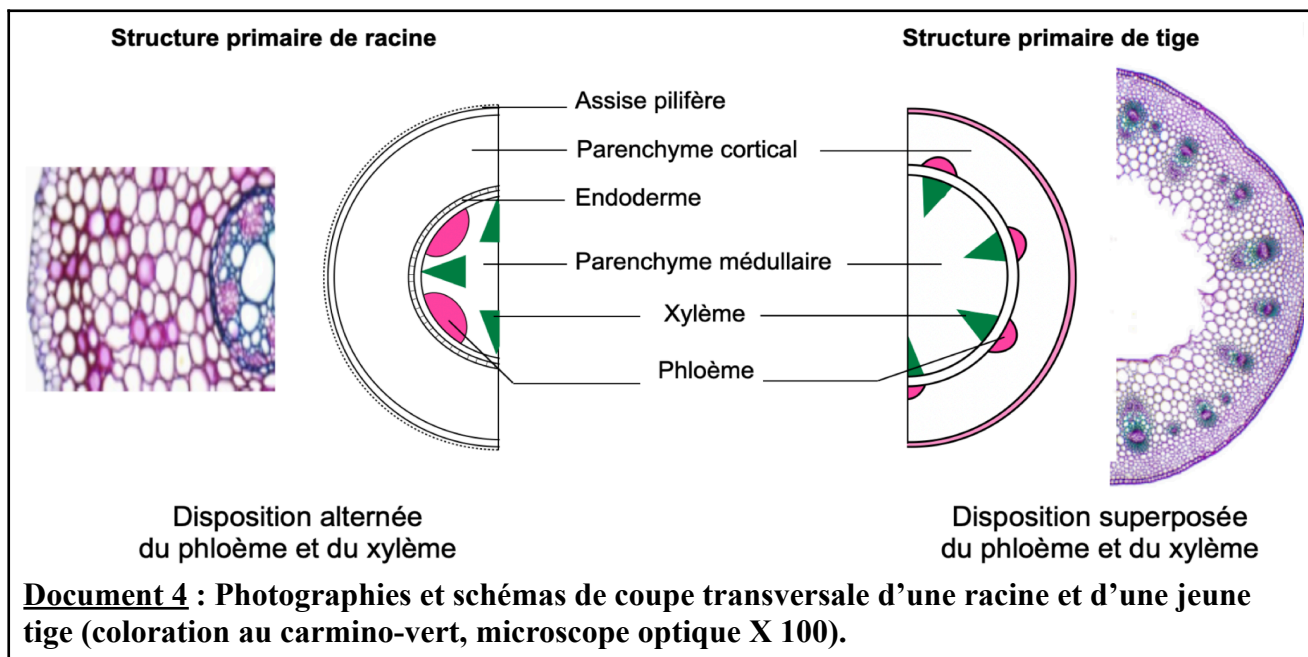 Structure primaire de racine
Structure primaire de tige
Assise pilifère
Parenchyme cortical
Endoderme
Parenchyme médullaire
Xylème
Phloème
Disposition alternée
du phloème et du xylème
Disposition superposée
du phloème et du xylème
Document 4 : Photographies et schémas de coupe transversale d’une racine et d’une jeune
tige (coloration au carmino-vert, microscope optique X 100).